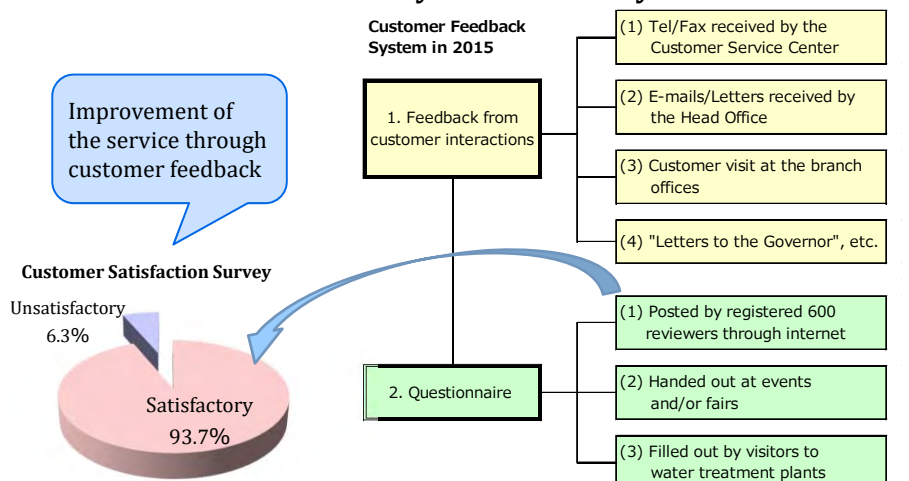 Customer Feedback
System in 2015
Improvement of
the service through
customer feedback
1. Feedback from
customer interactions
(1) Tel/Fax received by the
Customer Service Center
(2) E-mails/Letters received by
the Head Office
(3) Customer visit at the branch
offices
(4) "Letters to the Governor", etc.
Customer Satisfaction Survey
Unsatisfactory
6.3%
Satisfactory
93.7%
2. Questionnaire
(1) Posted by registered 600
reviewers through internet
(2) Handed out at events
and/or fairs
(3) Filled out by visitors to
water treatment plants